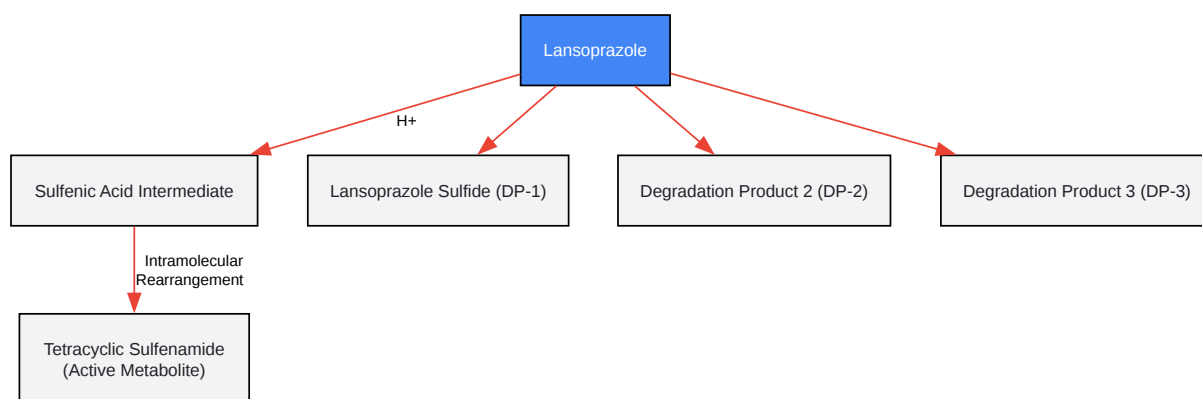 Lansoprazole
H+
Sulfenic Acid Intermediate
Lansoprazole Sulfide (DP-1)
Degradation Product 2 (DP-2)
Degradation Product 3 (DP-3)
Intramolecular
Rearrangement
Tetracyclic Sulfenamide
(Active Metabolite)